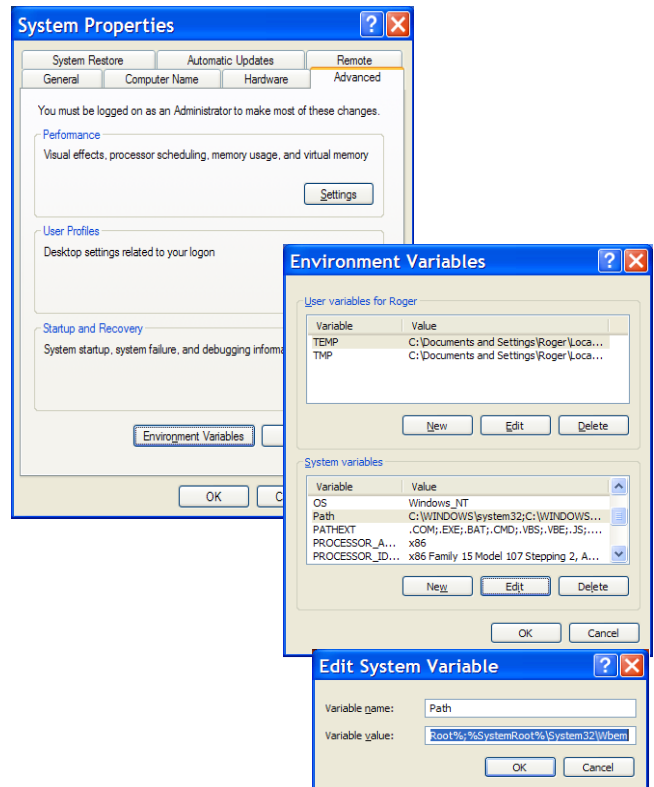 System Properties
System Restore Automatic Updates Remote
General Computer Name Hardware Advanced
You must be logged on as an Administrator to make most of these changes.
Performance
Visual effects, processor scheduling, memory usage, and virtual memory
Settings
User Profiles
Desktop settings related to your logon
Startup and Recovery
System startup, system failure, and debugging informa
Environment Variables
OK C
Environment Variables
User variables for Roger
Variable Value
TEMP C:\Documents and Settings\Roger\Loca...
TMP C:\Documents and Settings\Roger\Loca...
New Edit Delete
System variables
Variable Value
OS Windows_NT
Path C:\WINDOWS\system32;C:\WINDOWS...
PATHEXT .COM;.EXE;.BAT;.CMD;.VBS;.VBE;.JS;....
PROCESSOR_A... x86
PROCESSOR_ID... x86 Family 15 Model 107 Stepping 2, A...
New Edit Delete
OK Cancel
Edit System Variable
Variable name: Path
Variable value: Root%;%SystemRoot%\System32\Wbem
OK Cancel